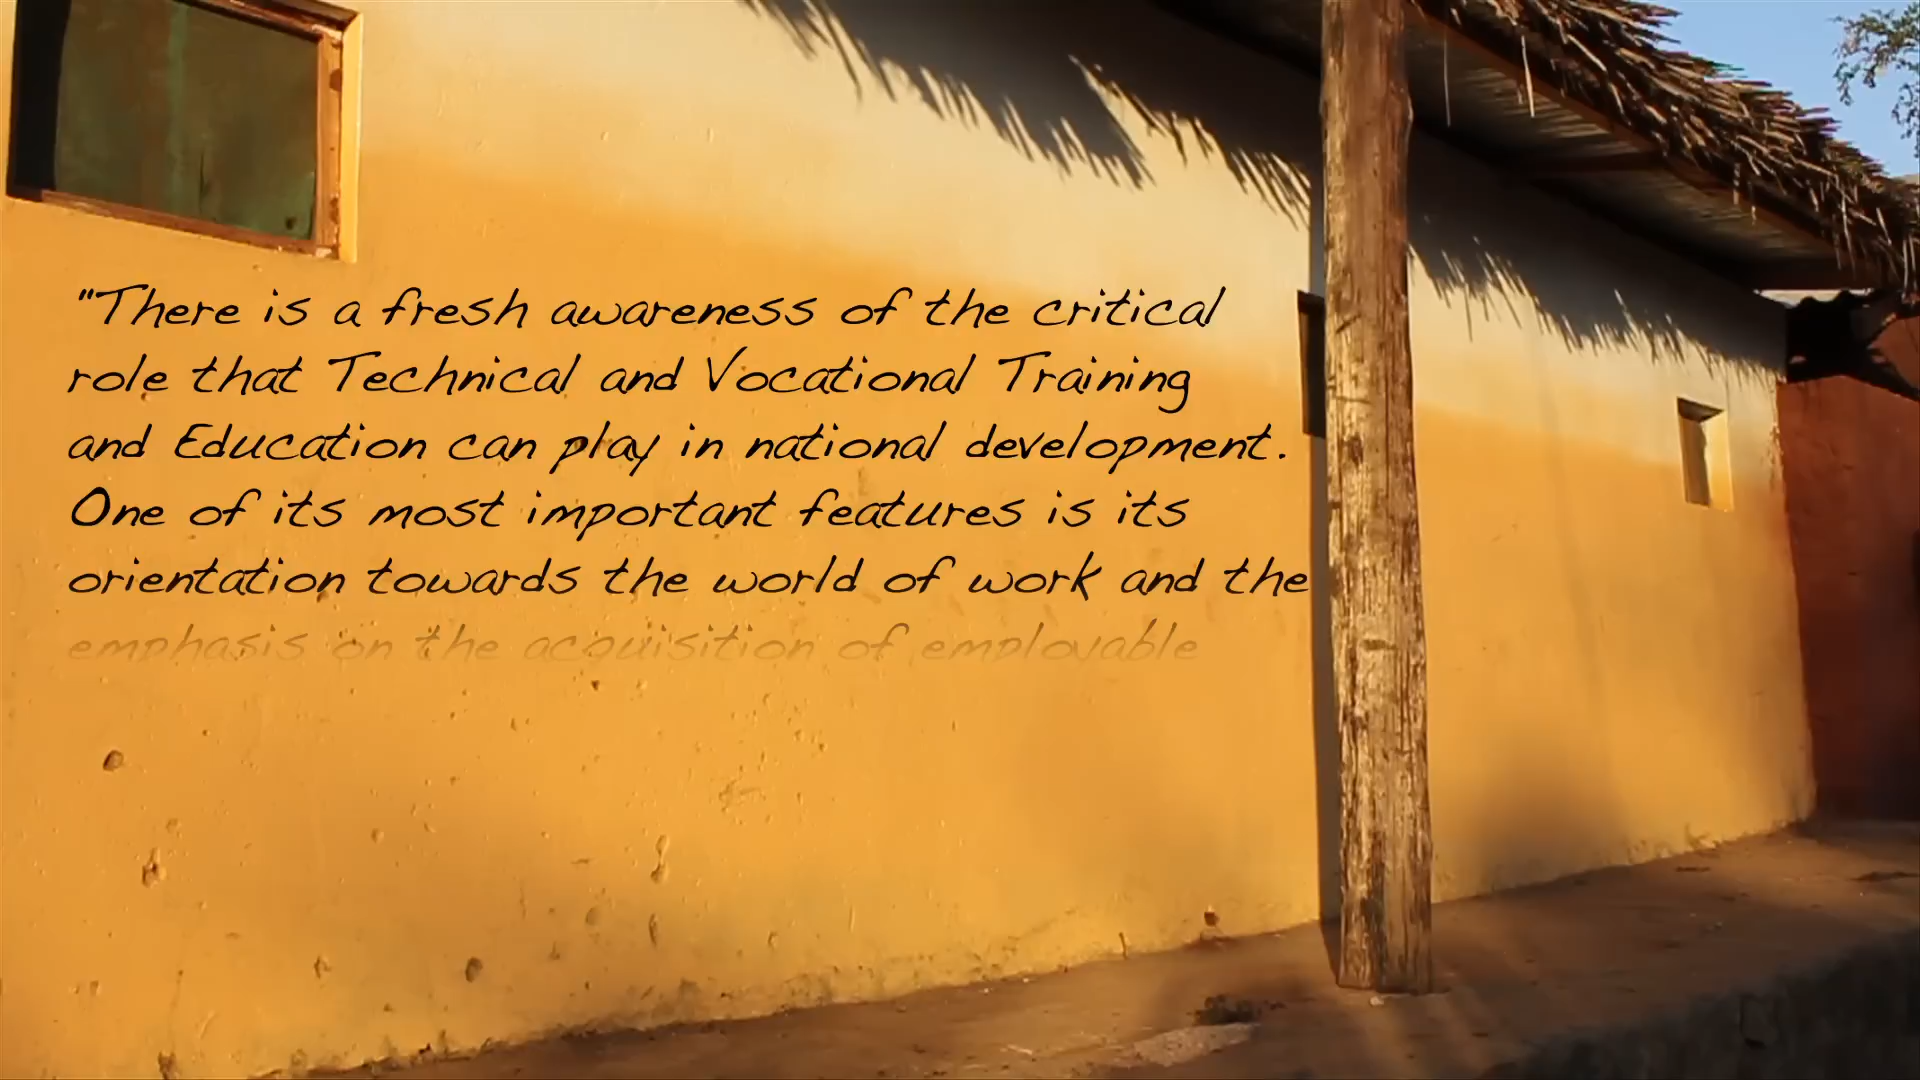 "There is a fresh awareness of the critical
role that Technical and Vocational Training
and Education can play in national development.
One of its most important features is its
orientation towards the world of work and the
emphasis on the acquisition of employable